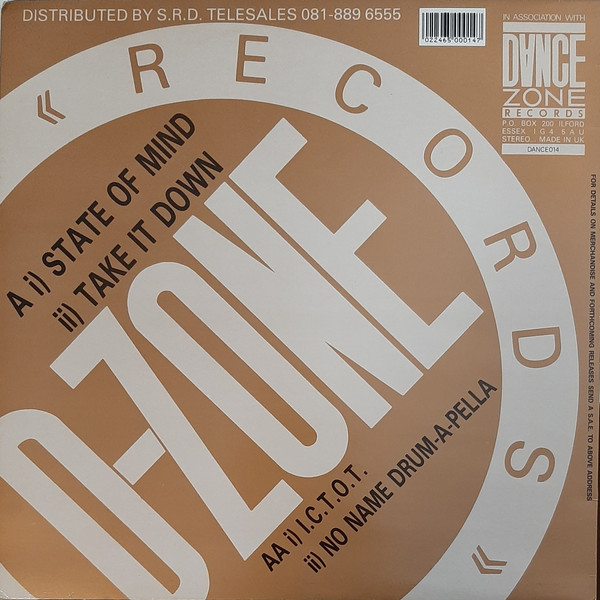 DISTRIBUTED BY S.R.D. TELESALES 081-889 6555
022465000147
IN ASSOCIATION WITH
DANCE
ZONE
RECORDS
P.O. BOX 200 ILFORD
ESSEX IG4 5AU
STEREO... MADE IN UK
DANCE014
« RECORDS »
A i) STATE OF MIND
ii) TAKE IT DOWN
D-ZONE
AA i) I.C.T.O.T.
ii) NO NAME DRUM-A-PELLA
FOR DETAILS ON MERCHANDISE AND FORTHCOMING RELEASES SEND A S.A.E. TO ABOVE ADDRESS